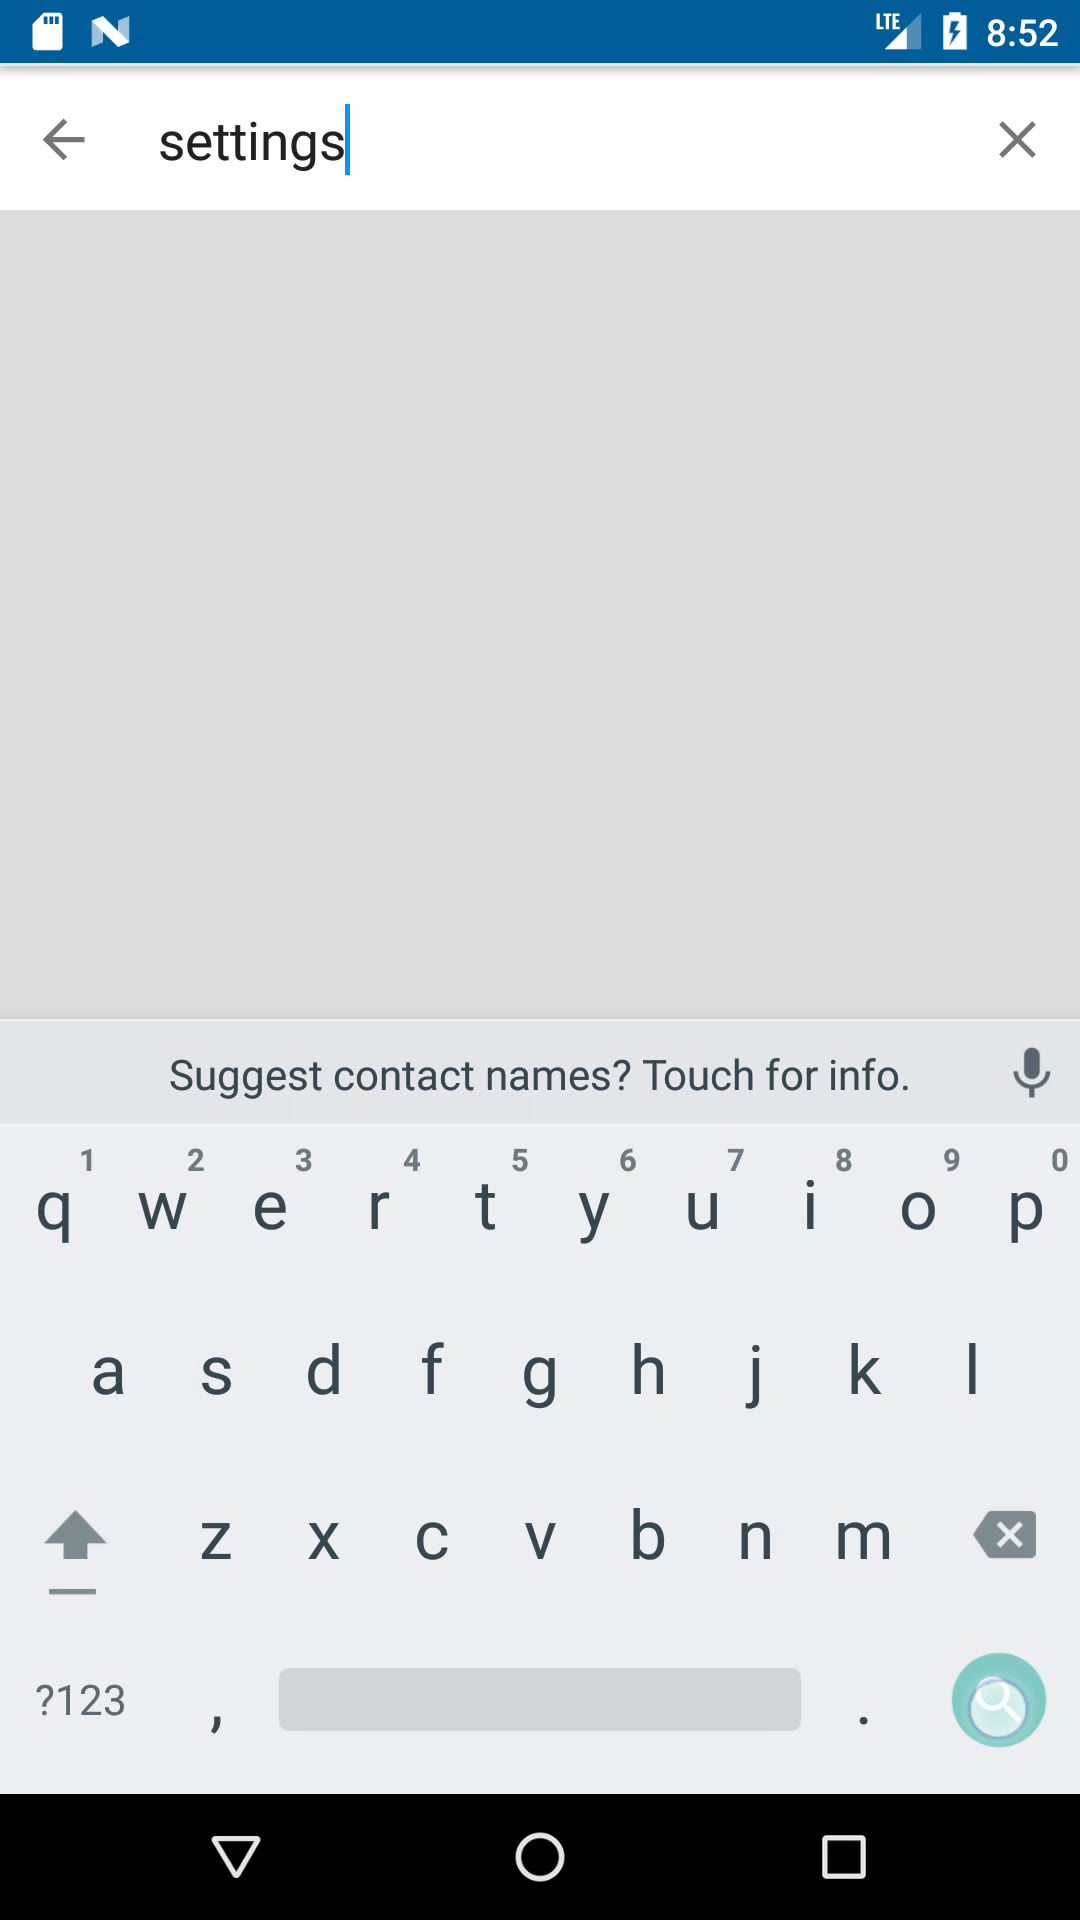 LTE 8:52
settings
Suggest contact names? Touch for info.
1 2 3 4 5 6 7 8 9 0
q w e r t y u i o p
a s d f g h j k l
z x c v b n m
?123 , .